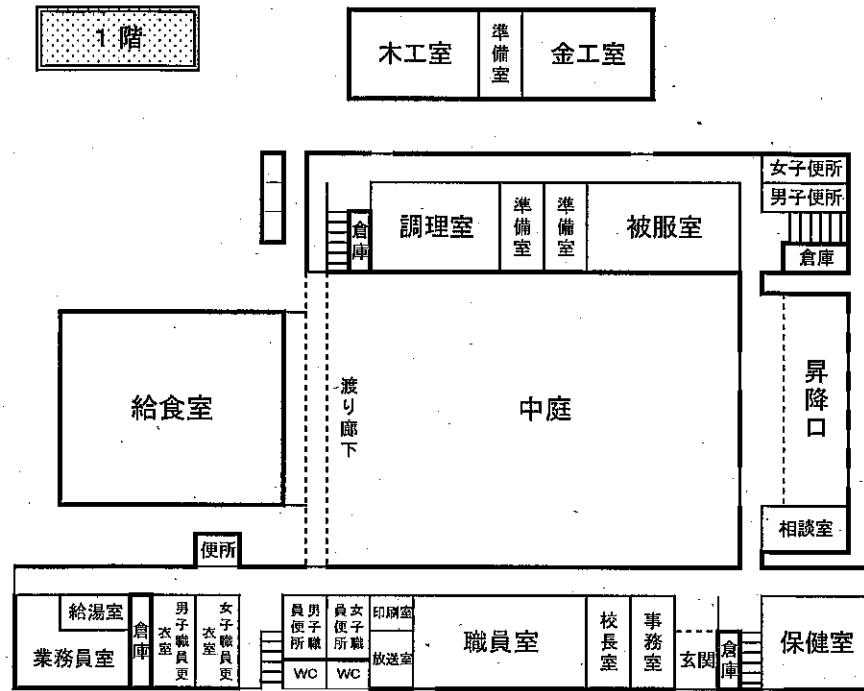 1階
木工室
準備室
金工室
女子便所
男子便所
倉庫
調理室
準備室
準備室
被服室
倉庫
給食室
渡り廊下
中庭
昇降口
相談室
便所
給湯室
業務員室
倉庫
男子職員更衣室
女子職員更衣室
男子職員便所
女子職員便所
WC
WC
印刷室
放送室
職員室
校長室
事務室
玄関
倉庫
保健室